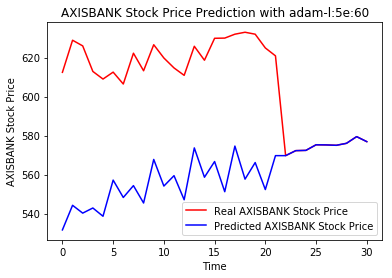 AXISBANK Stock Price Prediction with adam-l:5e:60
AXISBANK Stock Price
620
600
580
560
540
Real AXISBANK Stock Price
Predicted AXISBANK Stock Price
0 5 10 15 20 25 30
Time